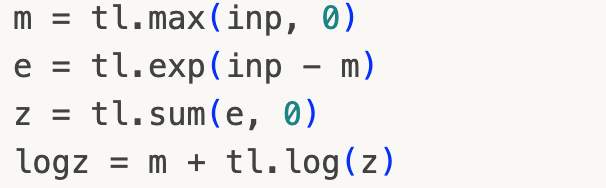 m = tl.max(inp, 0)
e = tl.exp(inp - m)
z = tl.sum(e, 0)
logz = m + tl.log(z)